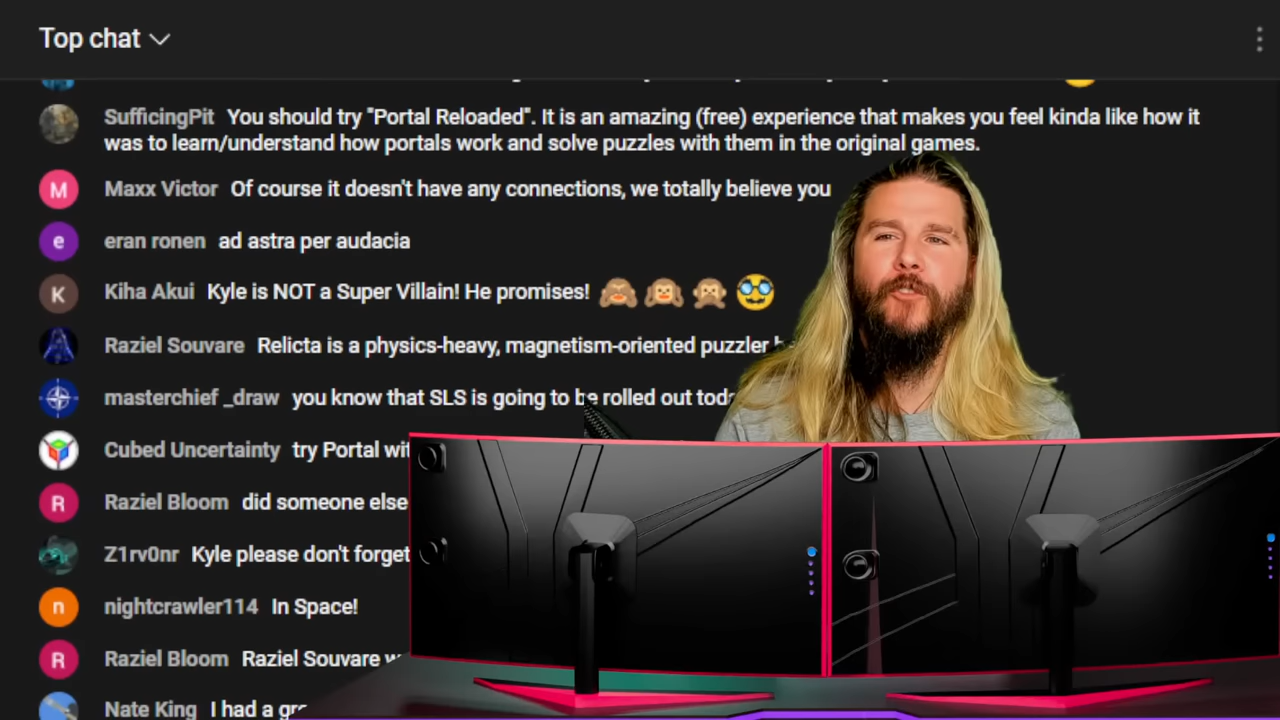 Top chat
SufficingPit You should try "Portal Reloaded". It is an amazing (free) experience that makes you feel kinda like how it
was to learn/understand how portals work and solve puzzles with them in the original games.
Maxx Victor Of course it doesn't have any connections, we totally believe you
eran ronen ad astra per audacia
Kiha Akui Kyle is NOT a Super Villain! He promises!
Raziel Souvare Relicta is a physics-heavy, magnetism-oriented puzzler
masterchief _draw you know that SLS is going to be rolled out
Cubed Uncertainty try Portal
Raziel Bloom did someone else
Z1rv0nr Kyle please don't forget
nightcrawler114 In Space!
Raziel Bloom Raziel Souvare
Nate King I had a